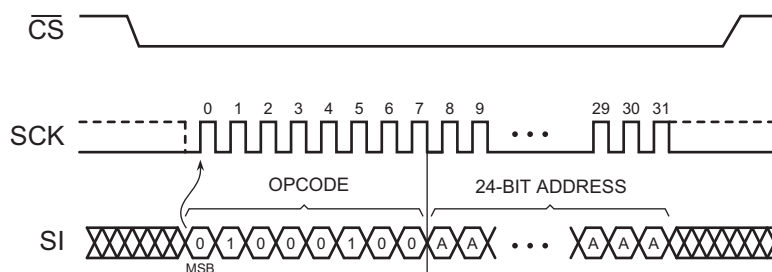 CS
0 1 2 3 4 5 6 7 8 9 29 30 31
SCK • • •
OPCODE 24-BIT ADDRESS
SI 0 1 0 0 0 1 0 0 A A • • • A A A
MSB